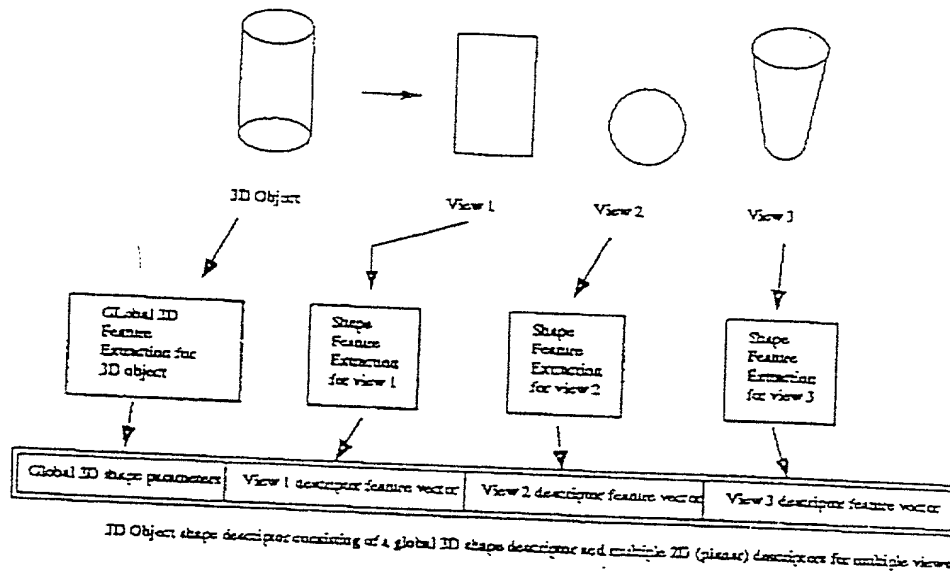 3D Object
View 1
View 2
View 3
GLobal 3D
Feature
Extraction for
3D object
Shape
Feature
Extraction
for view 1
Shape
Feature
Extraction
for view 2
Shape
Feature
Extraction
for view 3
Global 3D shape parameters
View 1 descriptor feature vector
View 2 descriptor feature vector
View 3 descriptor feature vector
3D Object shape descriptor consisting of a global 3D shape descriptor and multiple 2D (planar) descriptors for multiple views